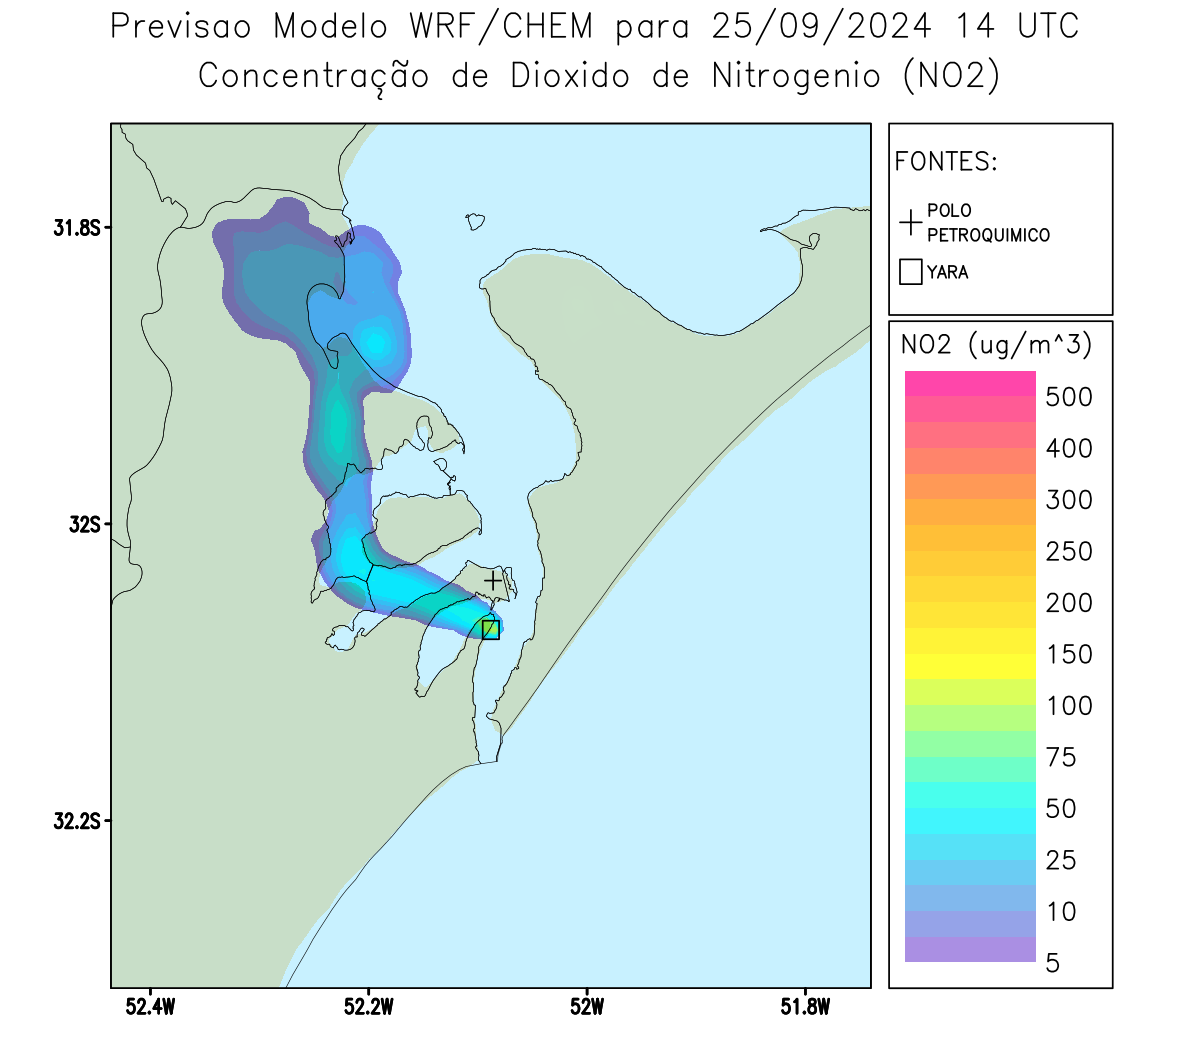 Previsao Modelo WRF/CHEM para 25/09/2024 14 UTC
Concentração de Dioxido de Nitrogenio (NO2)
FONTES:
POLO
PETROQUIMICO
YARA
NO2 (ug/m^3)
500
400
300
250
200
150
100
75
50
25
10
5
31.8S
32S
32.2S
52.4W 52.2W 52W 51.8W